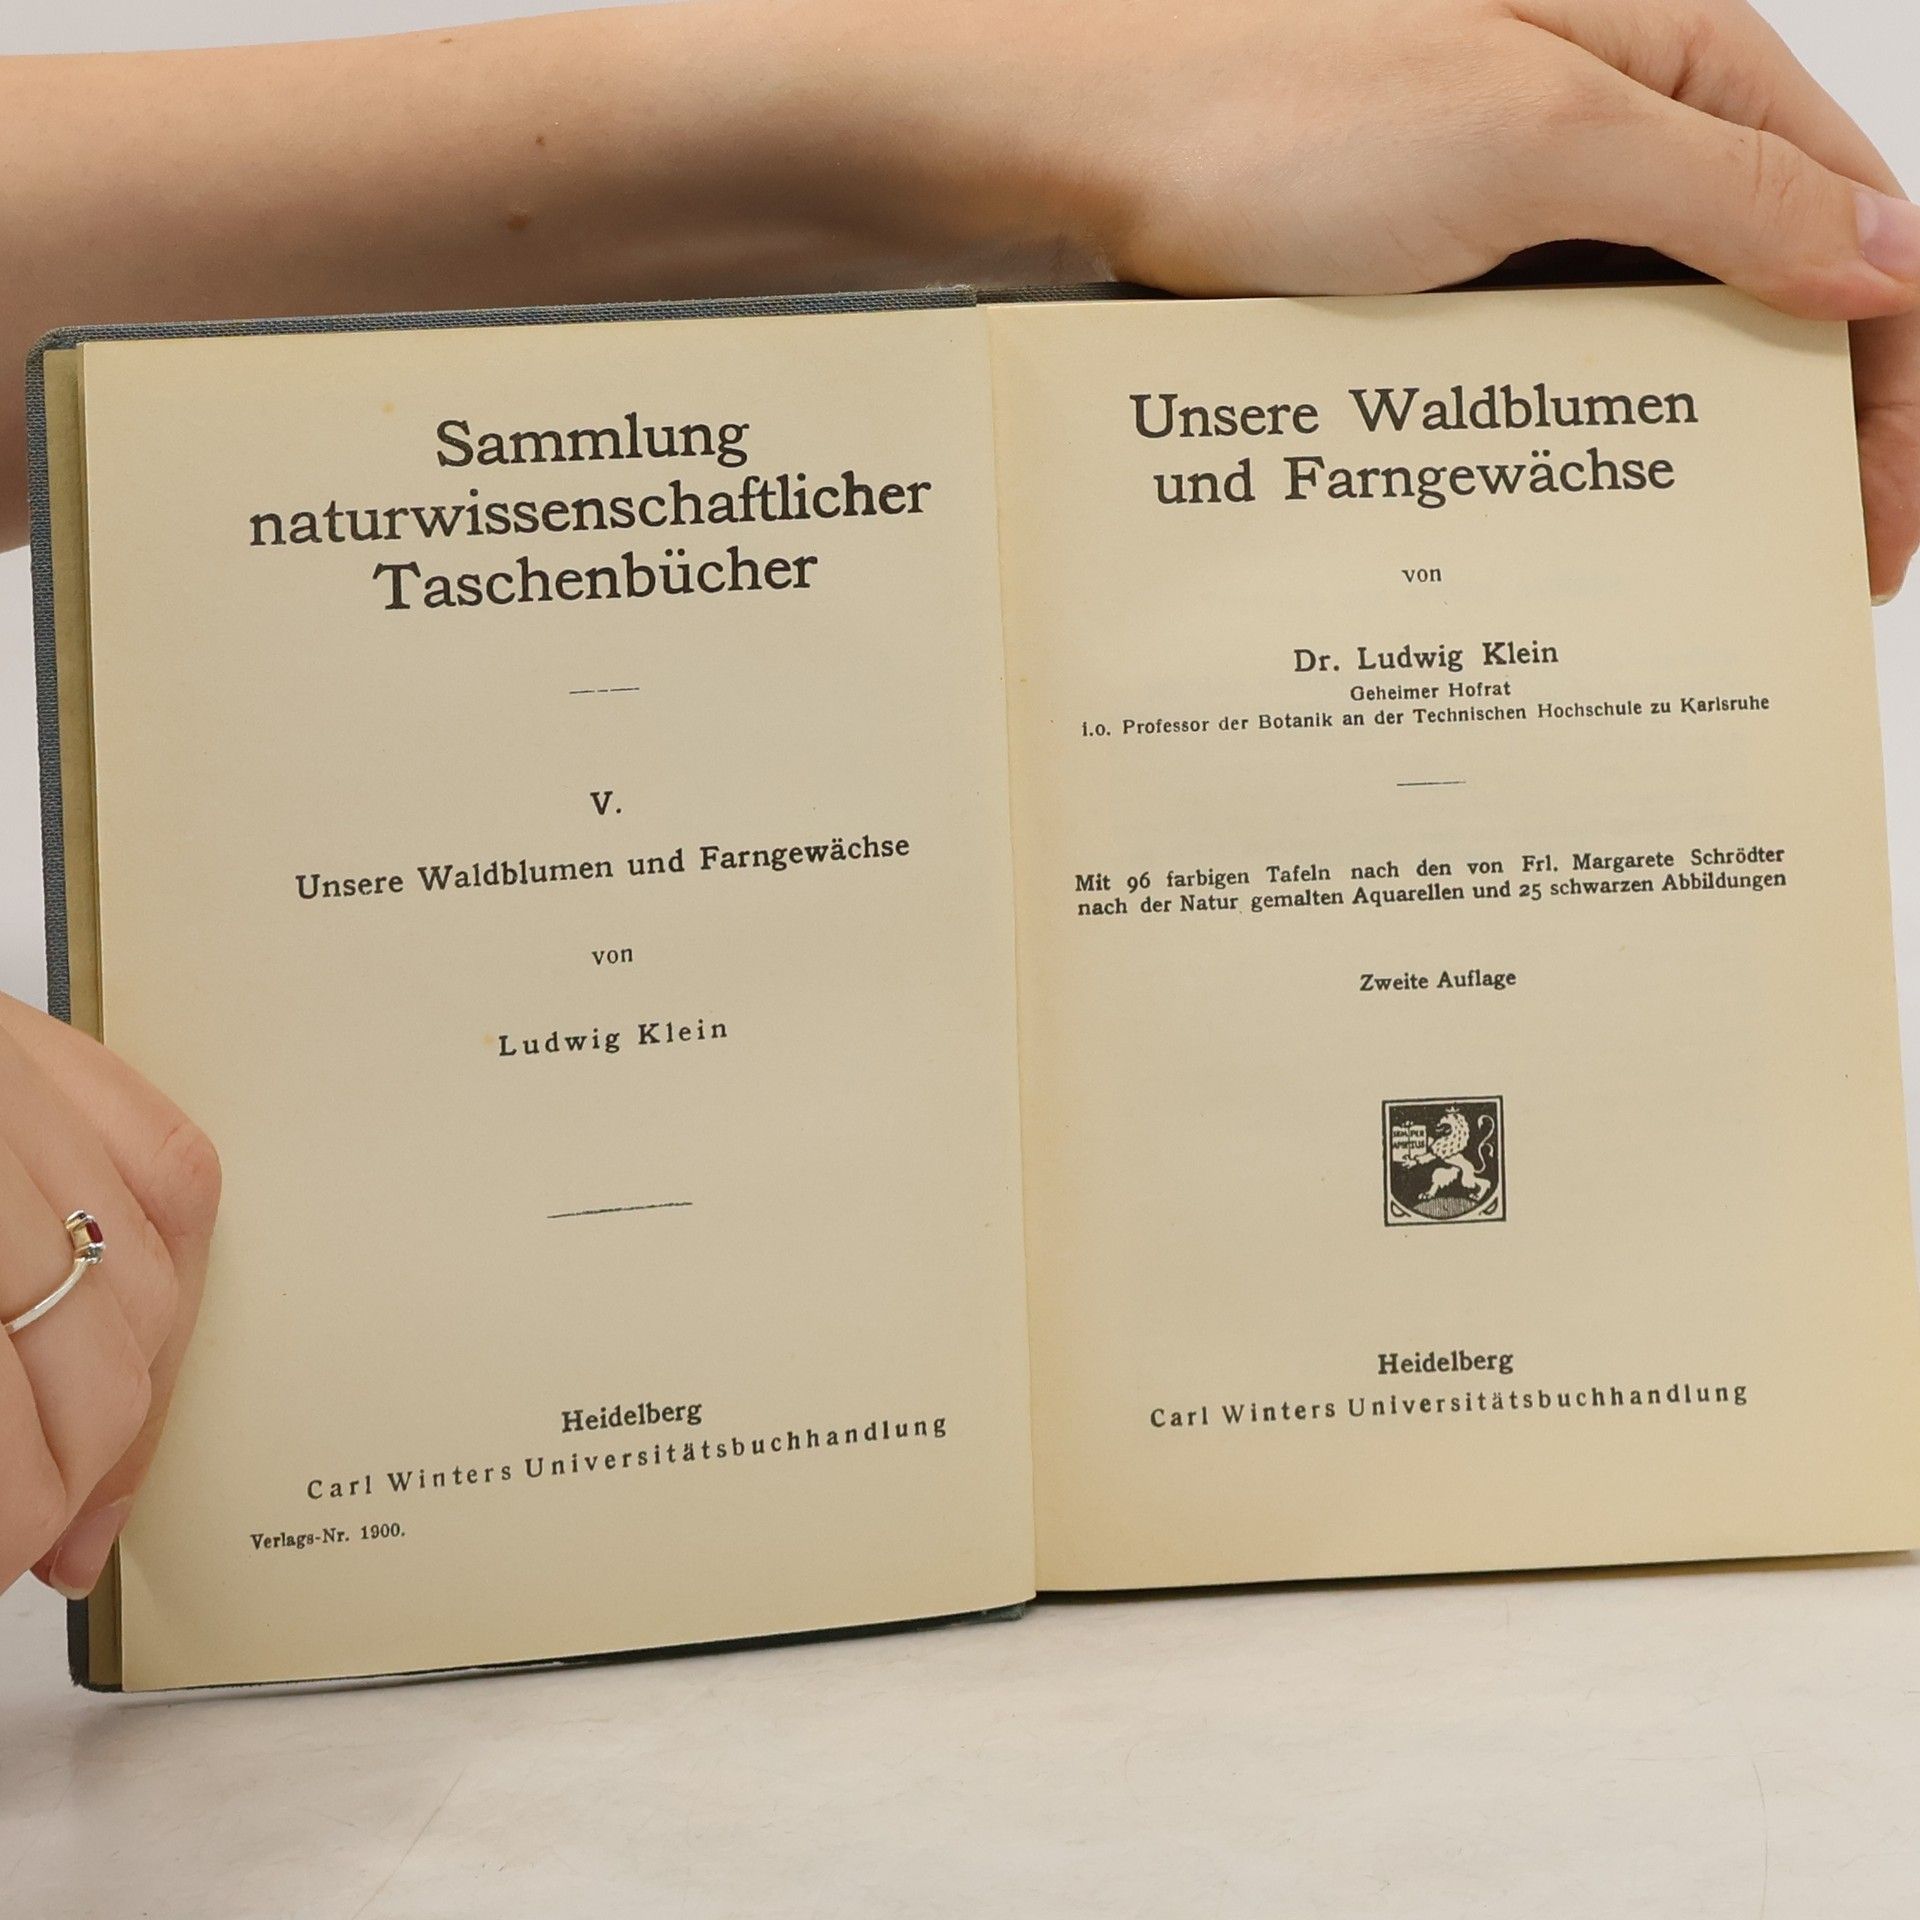 Sammlung
naturwissenschaftlicher
Taschenbücher
V.
Unsere Waldblumen und Farngewächse
von
Ludwig Klein
Heidelberg
Carl Winters Universitätsbuchhandlung
Verlags-Nr. 1900.
Unsere Waldblumen
und Farngewächse
von
Dr. Ludwig Klein
Geheimer Hofrat
i.o. Professor der Botanik an der Technischen Hochschule zu Karlsruhe
Mit 96 farbigen Tafeln nach den von Frl. Margarete Schrödter
nach der Natur gemalten Aquarellen und 25 schwarzen Abbildungen
Zweite Auflage
SEMPER
APERTUS
Heidelberg
Carl Winters Universitätsbuchhandlung